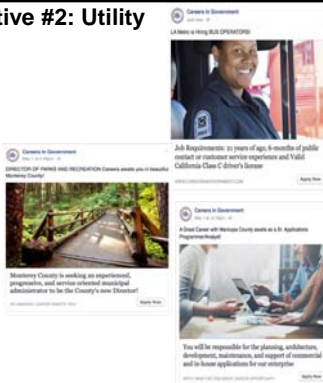 tive #2: Utility
Careers in Government
LA Metro is Hiring BUS OPERATORS!
Job Requirements: 21 years of age, 6-months of public
contact or customer service experience and Valid
California Class C driver's license
Apply Now
Careers in Government
DIRECTOR OF PARKS AND RECREATION Careers awaits you in beautiful
Monterey County!
Monterey County is seeking an experienced,
progressive, and service oriented municipal
administrator to be the County's new Director!
Apply Now
Careers in Government
A Great Career with Maricopa County awaits as a Sr. Applications
Programmer/Analyst!
You will be responsible for the planning, architecture,
development, maintenance, and support of commercial
and in-house applications for our enterprise
Apply Now